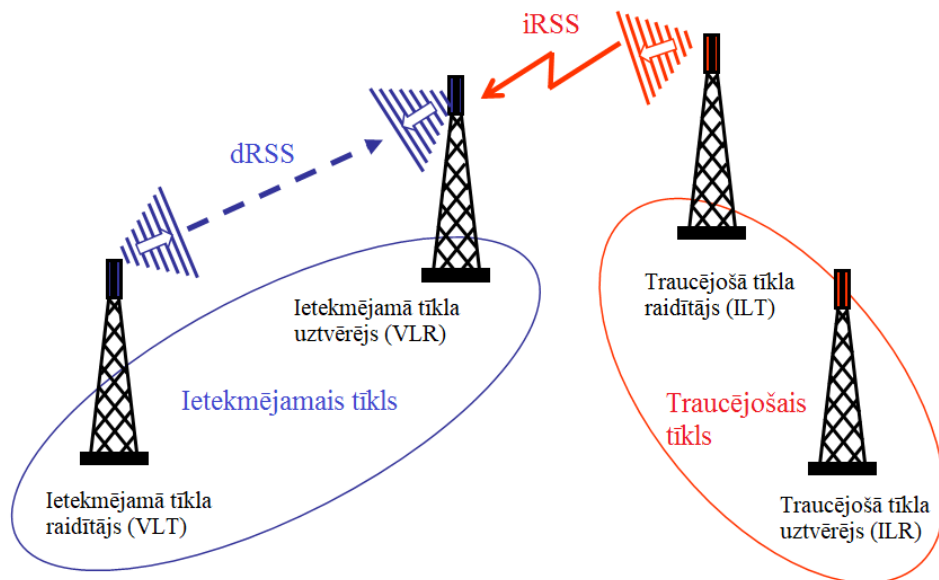 iRSS
dRSS
Ietekmējamā tīkla
uztvērējs (VLR)
Traucējošā tīkla
raidītājs (ILT)
Ietekmējamais tīkls
Traucējošais
tīkls
Ietekmējamā tīkla
raidītājs (VLT)
Traucējošā tīkla
uztvērējs (ILR)